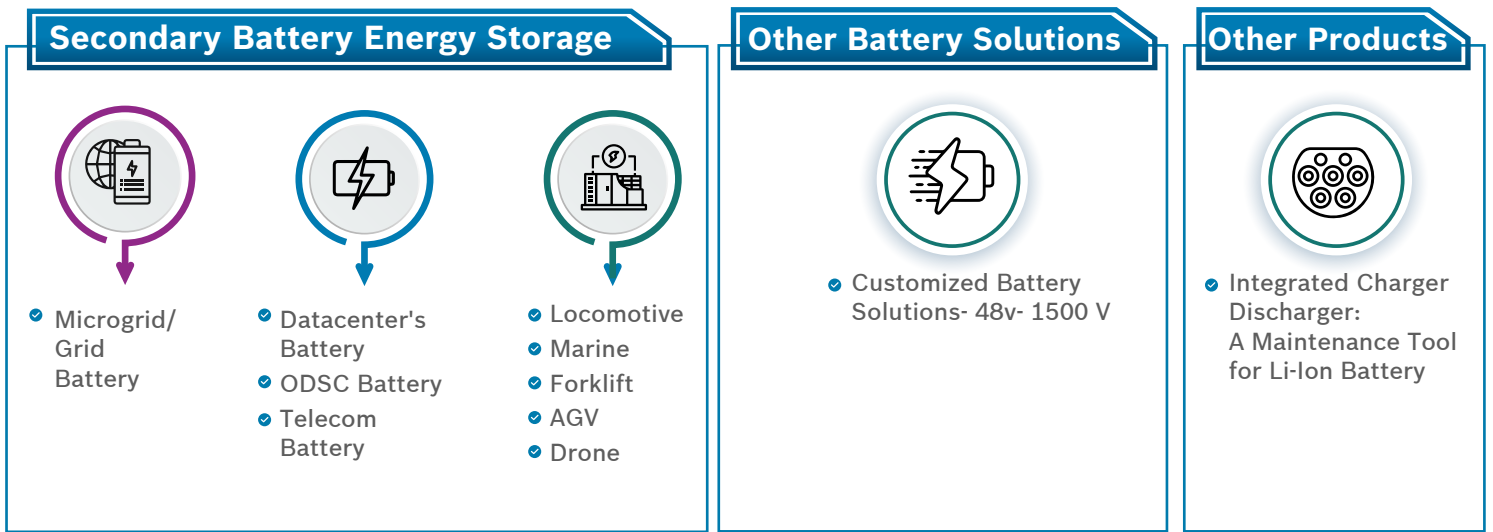 Secondary Battery Energy Storage
Microgrid/
Grid
Battery
Datacenter's
Battery
ODSC Battery
Telecom
Battery
Locomotive
Marine
Forklift
AGV
Drone
Other Battery Solutions
Customized Battery
Solutions- 48v- 1500 V
Other Products
Integrated Charger
Discharger:
A Maintenance Tool
for Li-Ion Battery